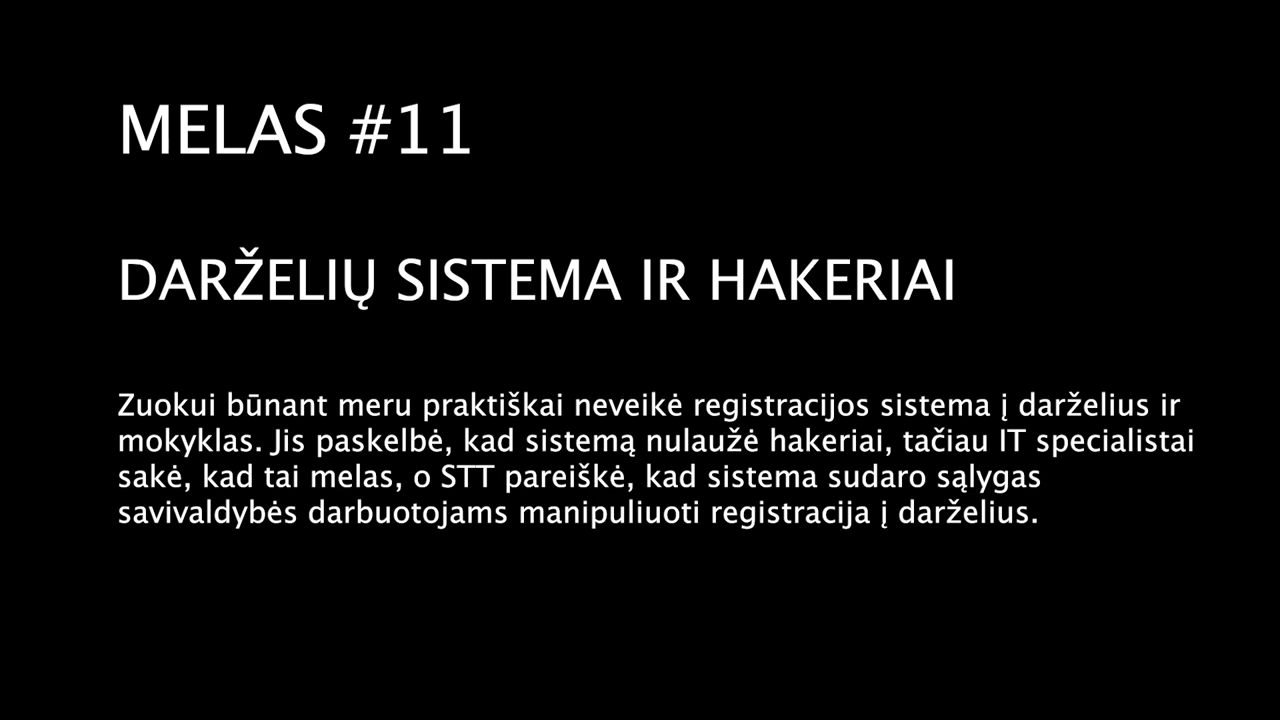 MELAS #11
DARŽELIŲ SISTEMA IR HAKERIAI
Zuokui būnant meru praktiškai neveikė registracijos sistema į darželius ir
mokyklas. Jis paskelbė, kad sistemą nulaužė hakeriai, tačiau IT specialistai
sakė, kad tai melas, o STT pareiškė, kad sistema sudaro sąlygas
savivaldybės darbuotojams manipuliuoti registracija į darželius.